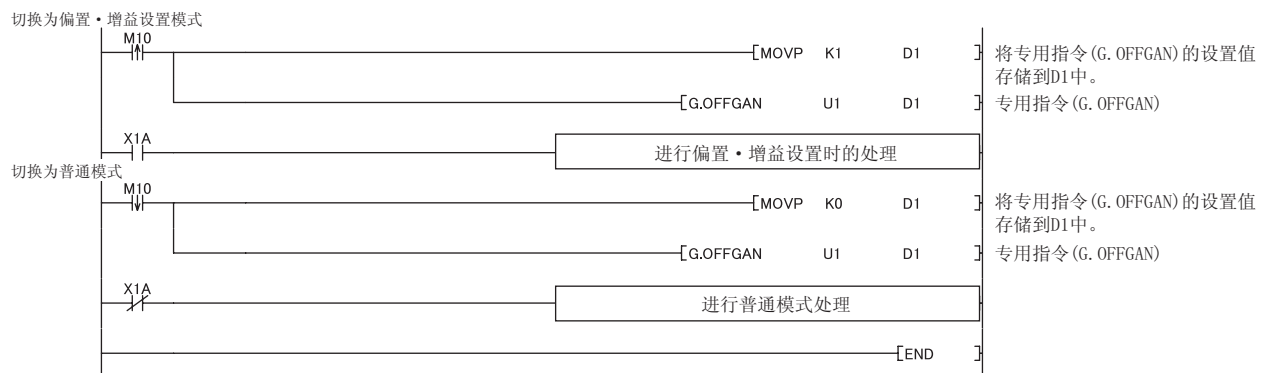 切换为偏置·增益设置模式
M10
MOVP K1 D1
将专用指令(G.OFFGAN)的设置值
存储到D1中。
G.OFFGAN U1 D1
专用指令(G.OFFGAN)
X1A
进行偏置·增益设置时的处理
切换为普通模式
M10
MOVP K0 D1
将专用指令(G.OFFGAN)的设置值
存储到D1中。
G.OFFGAN U1 D1
专用指令(G.OFFGAN)
X1A
进行普通模式处理
END